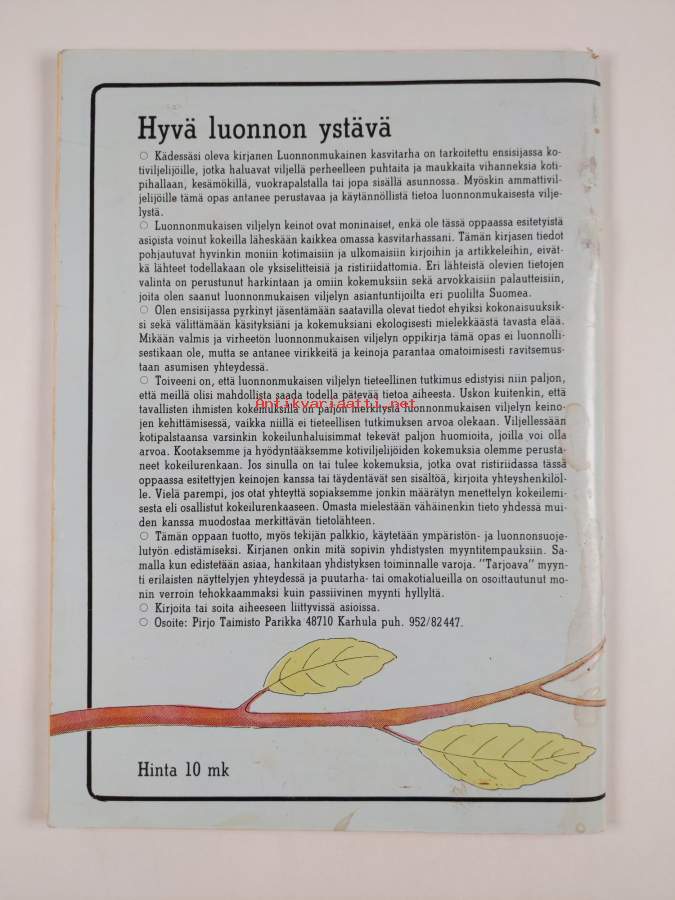 Hyvä luonnon ystävä
○ Kädessäsi oleva kirjanen Luonnonmukainen kasvitarha on tarkoitettu ensisijassa ko-
tiviljelijöille, jotka haluavat viljellä perheelleen puhtaita ja maukkaita vihanneksia koti-
pihallaan, kesämökillä, vuokrapalstalla tai jopa sisällä asunnossa. Myöskin ammattivil-
jelijöille tämä opas antanee perustavaa ja käytännöllistä tietoa luonnonmukaisesta vilje-
lystä.
○ Luonnonmukaisen viljelyn keinot ovat moninaiset, enkä ole tässä oppaassa esitetyistä
asioista voinut kokeilla läheskään kaikkea omassa kasvitarhassani. Tämän kirjasen tiedot
pohjautuvat hyvinkin moniin kotimaisiin ja ulkomaisiin kirjoihin ja artikkeleihin, eivät-
kä lähteet todellakaan ole yksiselitteisiä ja ristiriidattomia. Eri lähteistä olevien tietojen
valinta on perustunut harkintaan ja omiin kokemuksiin sekä arvokkaisiin palautteisiin,
joita olen saanut luonnonmukaisen viljelyn asiantuntijoilta eri puolilta Suomea.
○ Olen ensisijassa pyrkinyt jäsentämään saatavilla olevat tiedot ehyiksi kokonaisuuksik-
si sekä välittämään käsityksiäni ja kokemuksiani ekologisesti mielekkäästä tavasta elää.
Mikään valmis ja virheetön luonnonmukaisen viljelyn oppikirja tämä opas ei luonnolli-
sestikaan ole, mutta se antanee virikkeitä ja keinoja parantaa omatoimisesti ravitsemus-
taan asumisen yhteydessä.
○ Toiveeni on, että luonnonmukaisen viljelyn tieteellinen tutkimus edistyisi niin paljon,
että meillä olisi mahdollista saada todella pätevää tietoa aiheesta. Uskon kuitenkin, että
tavallisten ihmisten kokeiluksilla on paljon merkitystä luonnonmukaisen viljelyn keino-
jen kehittämisessä, vaikka niillä ei tieteellisen tutkimuksen arvoa olekaan. Viljellessään
kotipalstaansa varsinkin kokeilunhaluisimmat tekevät paljon huomioita, joilla voi olla
arvoa. Kootaksemme ja hyödyntääksemme kotiviljelijöiden kokemuksia olemme perusta-
neet kokeilurenkaan. Jos sinulla on tai tulee kokemuksia, jotka ovat ristiriidassa tässä
oppaassa esitettyjen keinojen kanssa tai täydentävät sen sisältöä, kirjoita yhteyshenkilöl-
le. Vielä parempi, jos otat yhteyttä sopiaksemme jonkin määrätyn menettelyn kokeilemi-
sesta eli osallistut kokeilurenkaaseen. Omasta mielestään vähäinenkin tieto yhdessä mui-
den kanssa muodostaa merkittävän tietolähteen.
○ Tämän oppaan tuotto, myös tekijän palkkio, käytetään ympäristön- ja luonnonsuoje-
lutyön edistämiseksi. Kirjanen onkin mitä sopivin yhdistysten myyntitempauksiin. Sa-
malla kun edistetään asiaa, hankitaan yhdistyksen toiminnalle varoja. "Tarjoava" myyn-
ti erilaisten näyttelyjen yhteydessä ja puutarha- tai omakotialueilla on osoittautunut mo-
nin verroin tehokkaammaksi kuin passiivinen myynti hyllyltä.
○ Kirjoita tai soita aiheeseen liittyvissä asioissa.
○ Osoite: Pirjo Taimisto Parikka 48710 Karhula puh. 952/82 447.
Antikvariaatti.net
Hinta 10 mk